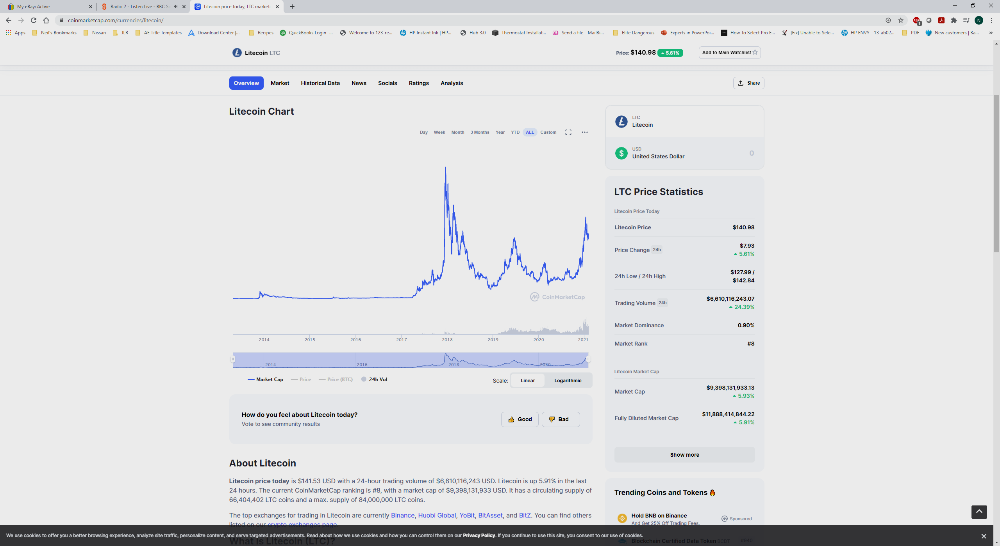 My eBay: Active
Radio 2 - Listen Live - BBC So
Litecoin price today, LTC marketc
coinmarketcap.com/currencies/litecoin/
1
N
Apps
Neil's Bookmarks
Nissan
JLR
AE Title Templates
Download Center |...
Recipes
QuickBooks Login -...
Welcome to 123-re...
HP Instant Ink | HP...
Hub 3.0
Thermostat Installat...
Send a file - MailBi...
Elite Dangerous
Experts in PowerPoi...
How To Select Pro E...
[Fix] Unable to Sele...
HP ENVY - 13-ab02...
PDF
New customers | Ba...
»
Litecoin LTC
Price: $140.98 5.61%
Add to Main Watchlist
Overview
Market
Historical Data
News
Socials
Ratings
Analysis
Share
Litecoin Chart
Day Week Month 3 Months Year YTD ALL Custom
CoinMarketCap
2014 2015 2016 2017 2018 2019 2020 2021
2014 2016 2018 2020
Market Cap Price Price (BTC) 24h Vol
Scale: Linear Logarithmic
How do you feel about Litecoin today?
Vote to see community results
Good
Bad
About Litecoin
Litecoin price today is $141.53 USD with a 24-hour trading volume of $6,610,116,243 USD. Litecoin is up 5.91% in the last
24 hours. The current CoinMarketCap ranking is #8, with a market cap of $9,398,131,933 USD. It has a circulating supply of
66,404,402 LTC coins and a max. supply of 84,000,000 LTC coins.
The top exchanges for trading in Litecoin are currently Binance, Huobi Global, YoBit, BitAsset, and BitZ. You can find others
listed on our crypto exchanges page.
What Is Litecoin (LTC)?
LTC
Litecoin
USD
United States Dollar
0
LTC Price Statistics
Litecoin Price Today
Litecoin Price $140.98
Price Change 24h $7.93
5.61%
24h Low / 24h High $127.99 /
$142.84
Trading Volume 24h $6,610,116,243.07
24.39%
Market Dominance 0.90%
Market Rank #8
Litecoin Market Cap
Market Cap $9,398,131,933.13
5.93%
Fully Diluted Market Cap $11,888,414,844.22
5.91%
Show more
Trending Coins and Tokens
Hold BNB on Binance
And Get 25% Off Trading Fees.
Sponsored
Blockchain Certified Data Token BCDT #940
We use cookies to offer you a better browsing experience, analyze site traffic, personalize content, and serve targeted advertisements. Read about how we use cookies and how you can control them on our Privacy Policy. If you continue to use this site, you consent to our use of cookies.